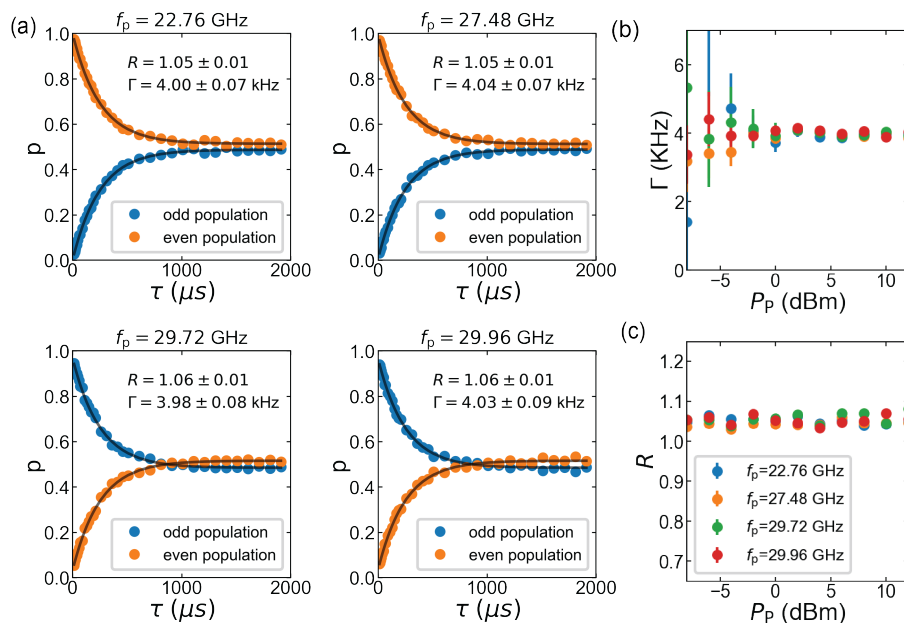 (a)
f_p = 22.76 GHz
1.0
0.8
0.6
0.4
0.2
0.0
p
R = 1.05 ± 0.01
Γ = 4.00 ± 0.07 kHz
odd population
even population
0
1000
2000
τ (μs)
f_p = 27.48 GHz
1.0
0.8
0.6
0.4
0.2
0.0
p
R = 1.05 ± 0.01
Γ = 4.04 ± 0.07 kHz
odd population
even population
0
1000
2000
τ (μs)
(b)
6
4
2
0
Γ (KHz)
−5
0
5
10
P_P (dBm)
f_p = 29.72 GHz
1.0
0.8
0.6
0.4
0.2
0.0
p
R = 1.06 ± 0.01
Γ = 3.98 ± 0.08 kHz
odd population
even population
0
1000
2000
τ (μs)
f_p = 29.96 GHz
1.0
0.8
0.6
0.4
0.2
0.0
p
R = 1.06 ± 0.01
Γ = 4.03 ± 0.09 kHz
odd population
even population
0
1000
2000
τ (μs)
(c)
1.2
1.1
1.0
0.9
0.8
0.7
R
f_p=22.76 GHz
f_p=27.48 GHz
f_p=29.72 GHz
f_p=29.96 GHz
−5
0
5
10
P_P (dBm)